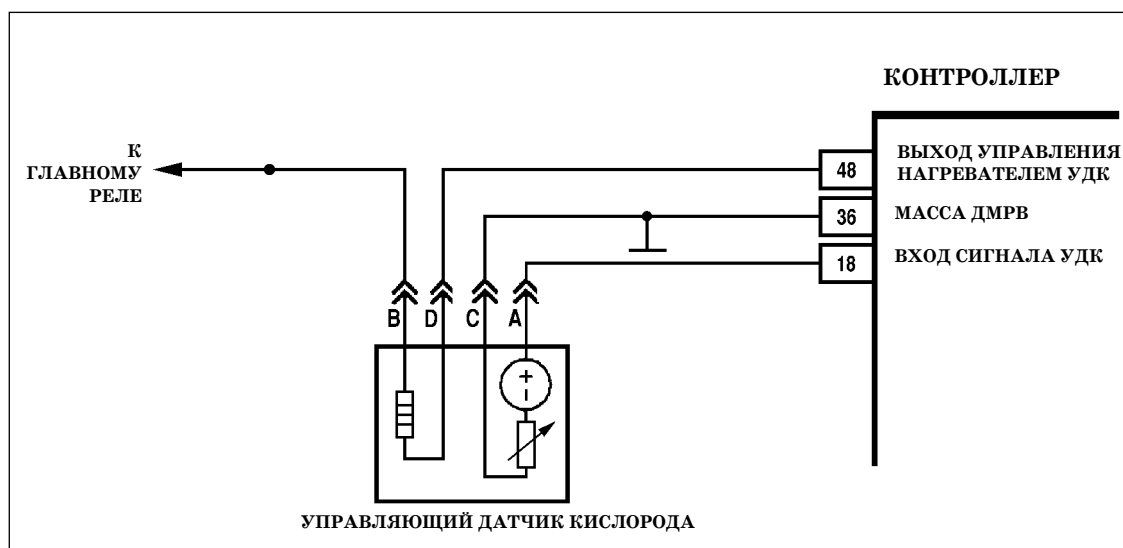 КОНТРОЛЛЕР
К
ГЛАВНОМУ
РЕЛЕ
48
ВЫХОД УПРАВЛЕНИЯ
НАГРЕВАТЕЛЕМ УДК
36
МАССА ДМРВ
18
ВХОД СИГНАЛА УДК
B D C A
УПРАВЛЯЮЩИЙ ДАТЧИК КИСЛОРОДА